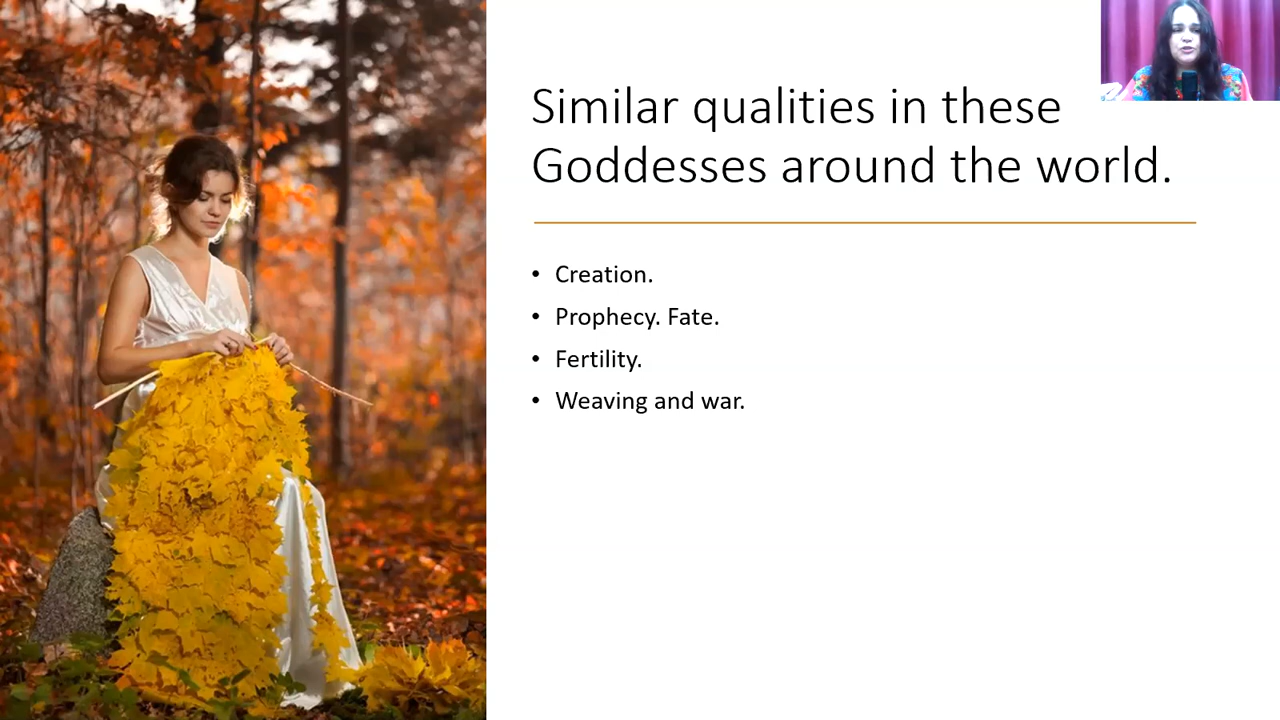 Similar qualities in these
Goddesses around the world.
• Creation.
• Prophecy. Fate.
• Fertility.
• Weaving and war.